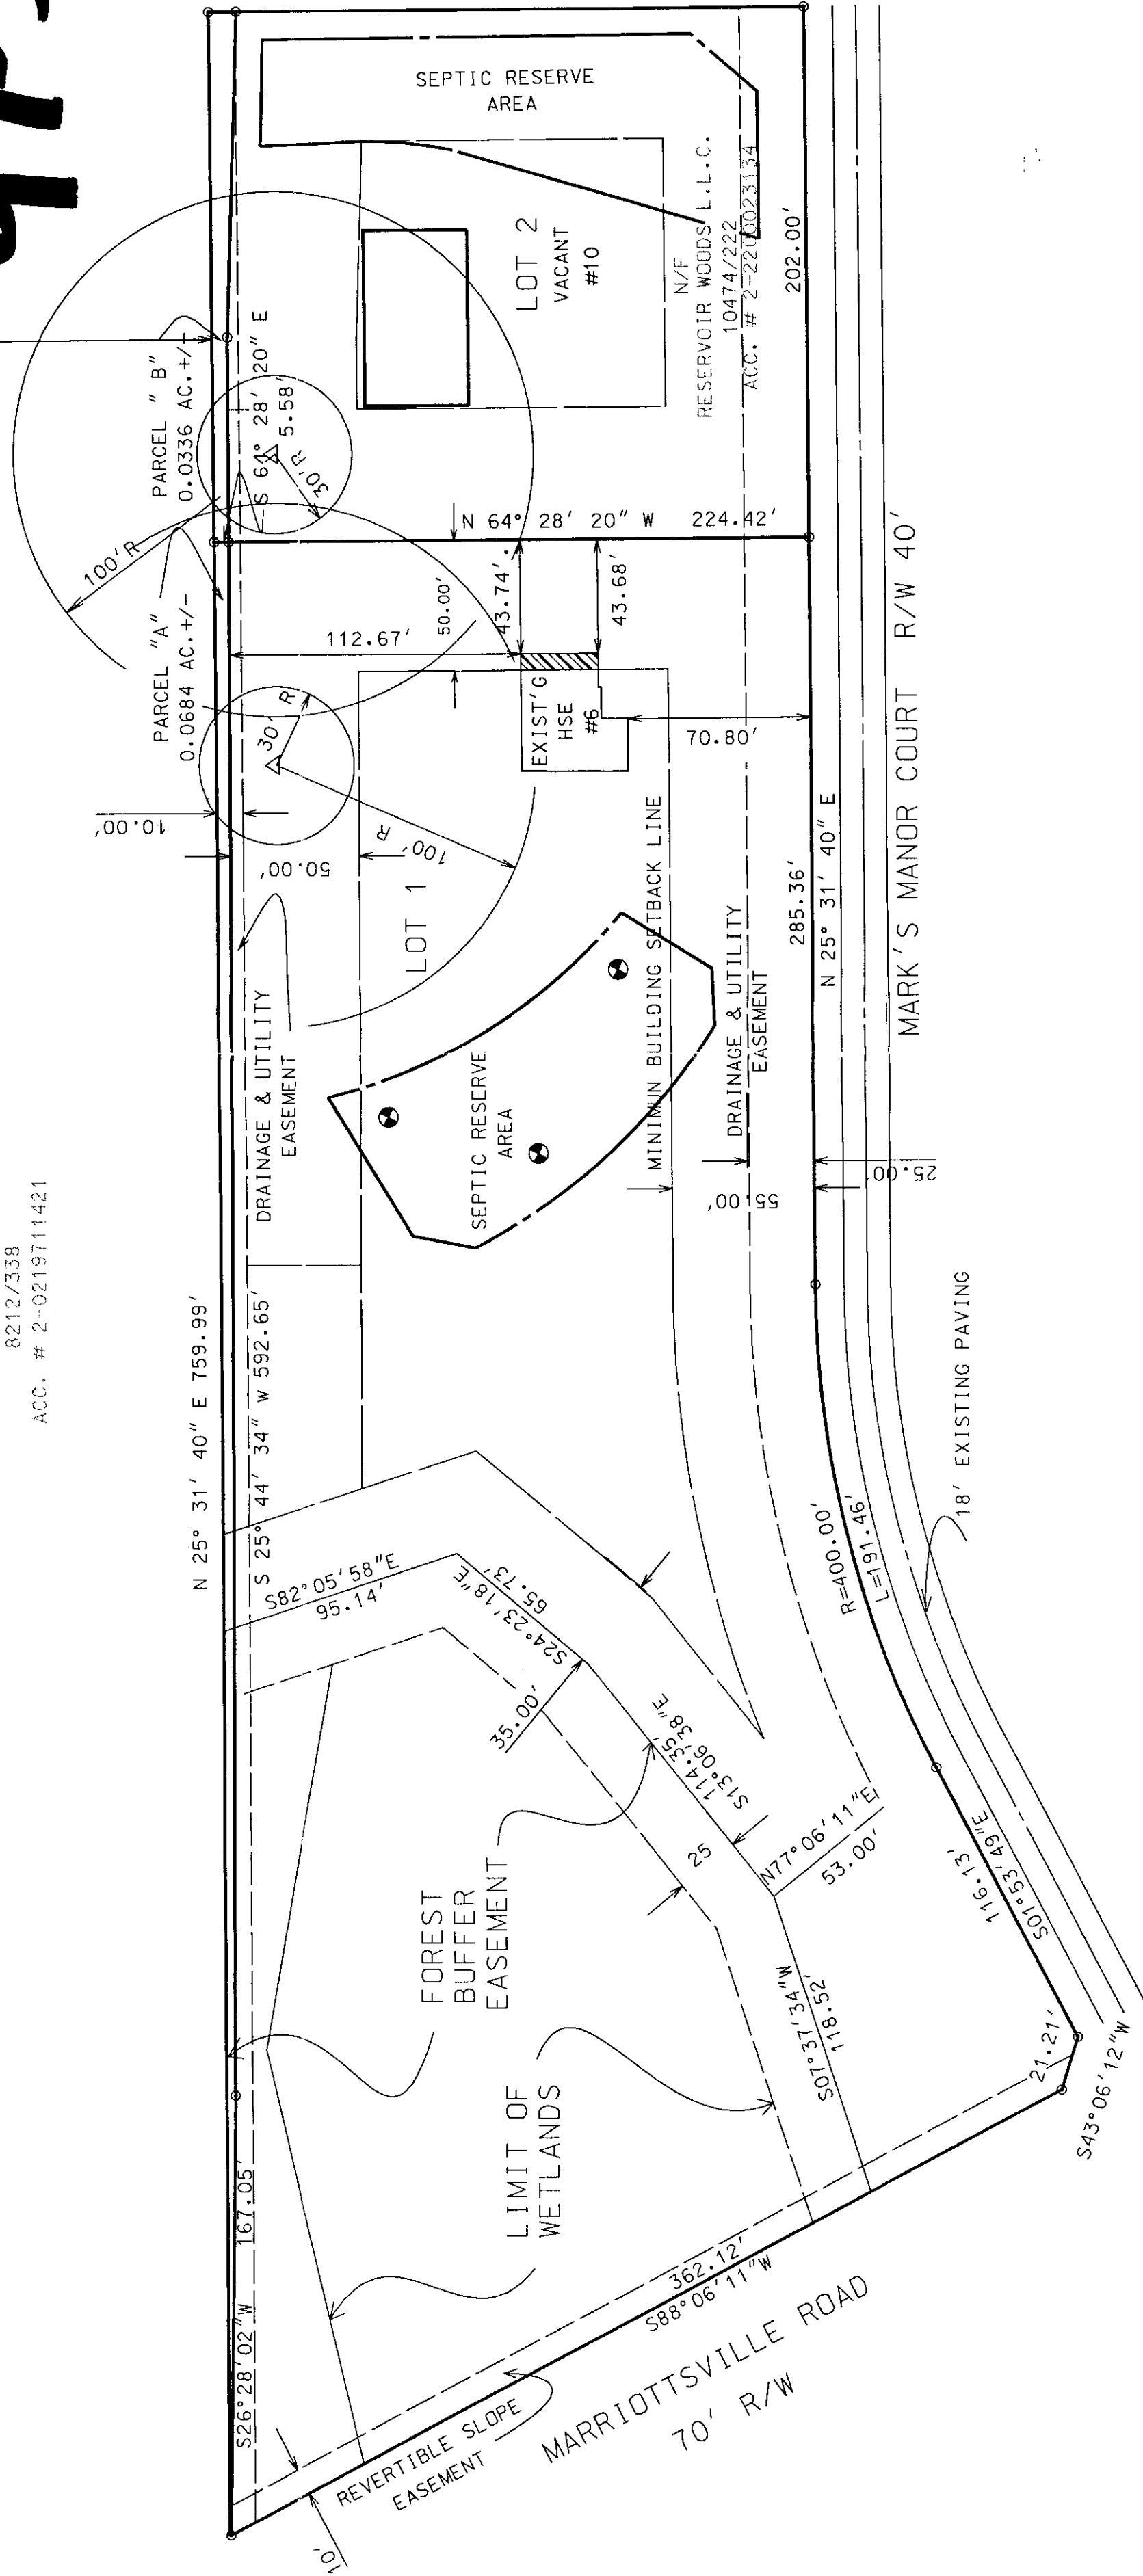 8212/338
ACC. # 2-0219711421
SEPTIC RESERVE
AREA
LOT 2
VACANT
#10
N/F
RESERVOIR WOODS L.L.C.
10474/222
ACC. # 2-2200023134
202.00'
PARCEL " B"
0.0336 AC.+/-
S 64° 28' 20" E
5.58'
30'R
100'R
PARCEL "A"
0.0684 AC.+/-
N 64° 28' 20" W 224.42'
43.74'
43.68'
50.00'
112.67'
30' R
100' R
EXIST'G
HSE
#6
70.80'
10.00'
50.00'
LOT 1
MINIMUN BUILDING SETBACK LINE
DRAINAGE & UTILITY
EASEMENT
285.36'
N 25° 31' 40" E
MARK'S MANOR COURT R/W 40'
DRAINAGE & UTILITY
EASEMENT
SEPTIC RESERVE
AREA
55.00'
25.00'
N 25° 31' 40" E 759.99'
S 25° 44' 34" W 592.65'
18' EXISTING PAVING
R=400.00'
L=191.46'
S82°05'58"E
95.14'
S24°23'18"E
65.73'
35.00'
114.35'
S13°06'38"E
25
N77°06'11"E
53.00'
116.13'
S01°53'49"E
FOREST
BUFFER
EASEMENT
LIMIT OF
WETLANDS
S07°37'34"W
118.52'
21.21'
S43°06'12"W
S26°28'02"W 167.05'
362.12'
S88°06'11"W
MARRIOTTSVILLE ROAD
70' R/W
REVERTIBLE SLOPE
EASEMENT
10'